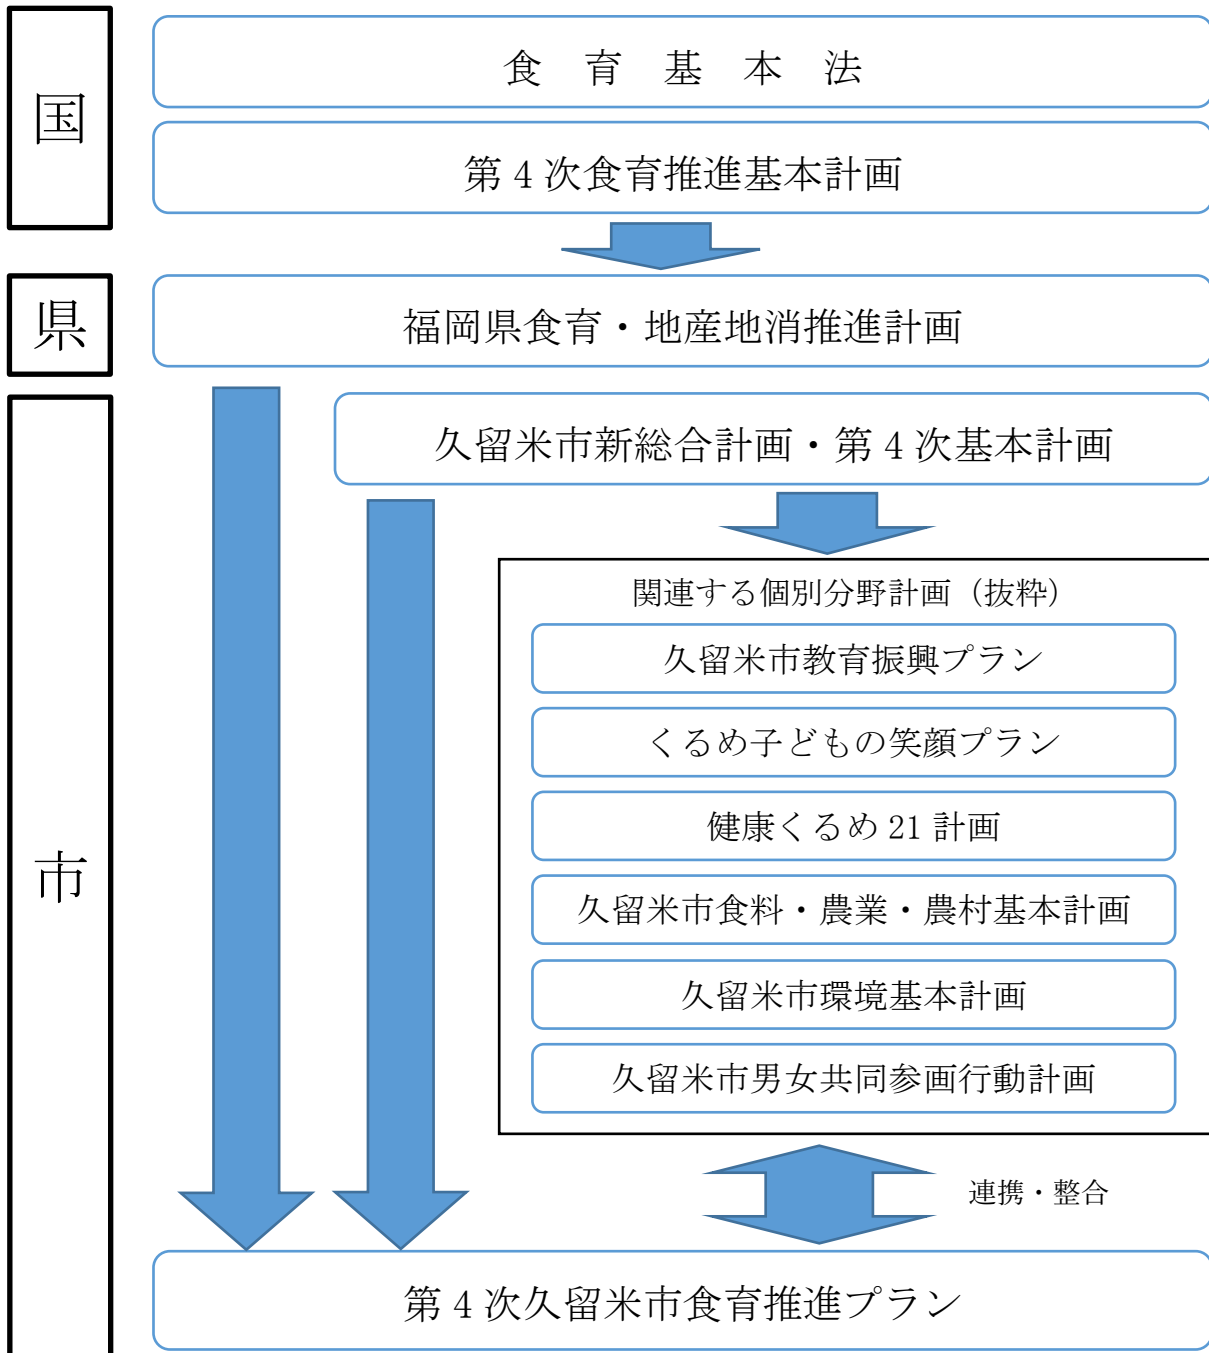 国
食育基本法
第4次食育推進基本計画
県
福岡県食育・地産地消推進計画
市
久留米市新総合計画・第4次基本計画
関連する個別分野計画（抜粋）
久留米市教育振興プラン
くるめ子どもの笑顔プラン
健康くるめ 21 計画
久留米市食料・農業・農村基本計画
久留米市環境基本計画
久留米市男女共同参画行動計画
連携・整合
第4次久留米市食育推進プラン